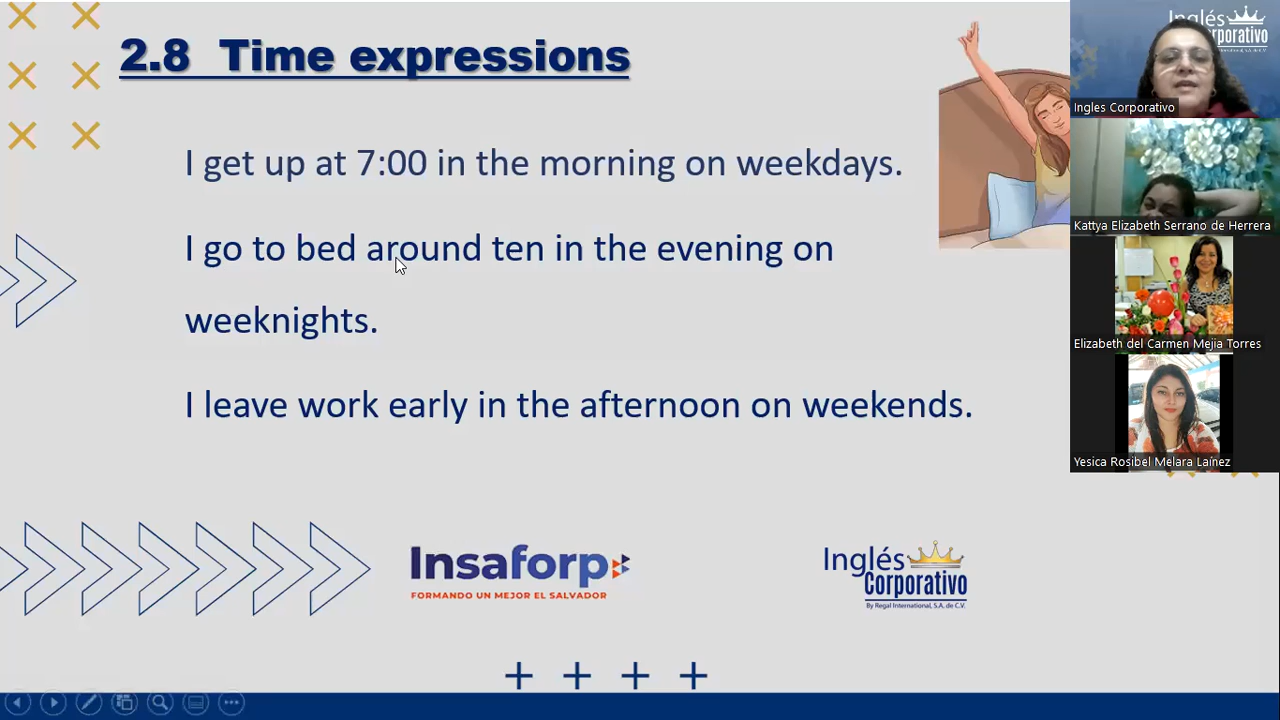 2.8 Time expressions
I get up at 7:00 in the morning on weekdays.
I go to bed around ten in the evening on
weeknights.
I leave work early in the afternoon on weekends.
Insaforp
FORMANDO UN MEJOR EL SALVADOR
Inglés
Corporativo
By Regal International, S.A. de C.V.
Inglés
Corporativo
Ingles Corporativo
Kattya Elizabeth Serrano de Herrera
Elizabeth del Carmen Mejia Torres
Yesica Rosibel Melara Laínez